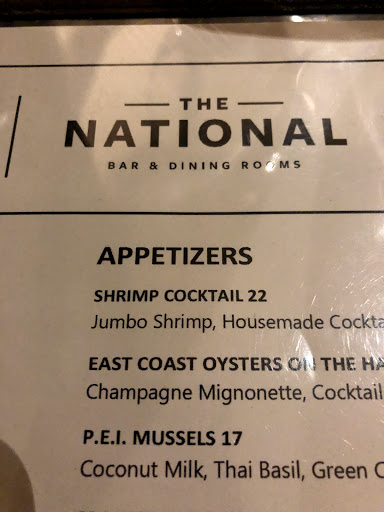 THE
NATIONAL
BAR & DINING ROOMS
APPETIZERS
SHRIMP COCKTAIL 22
Jumbo Shrimp, Housemade
EAST COAST OYSTERS ON THE
Champagne Mignonette, Cocktail
P.E.I. MUSSELS 17
Coconut Milk, Thai Basil, Green